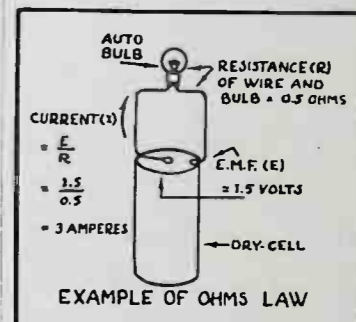 AUTO
BULB
RESISTANCE(R)
OF WIRE AND
BULB = 0.5 OHMS
CURRENT(I)
= E
R
= 1.5
0.5
= 3 AMPERES
E.M.F. (E)
= 1.5 VOLTS
DRY-CELL
EXAMPLE OF OHMS LAW